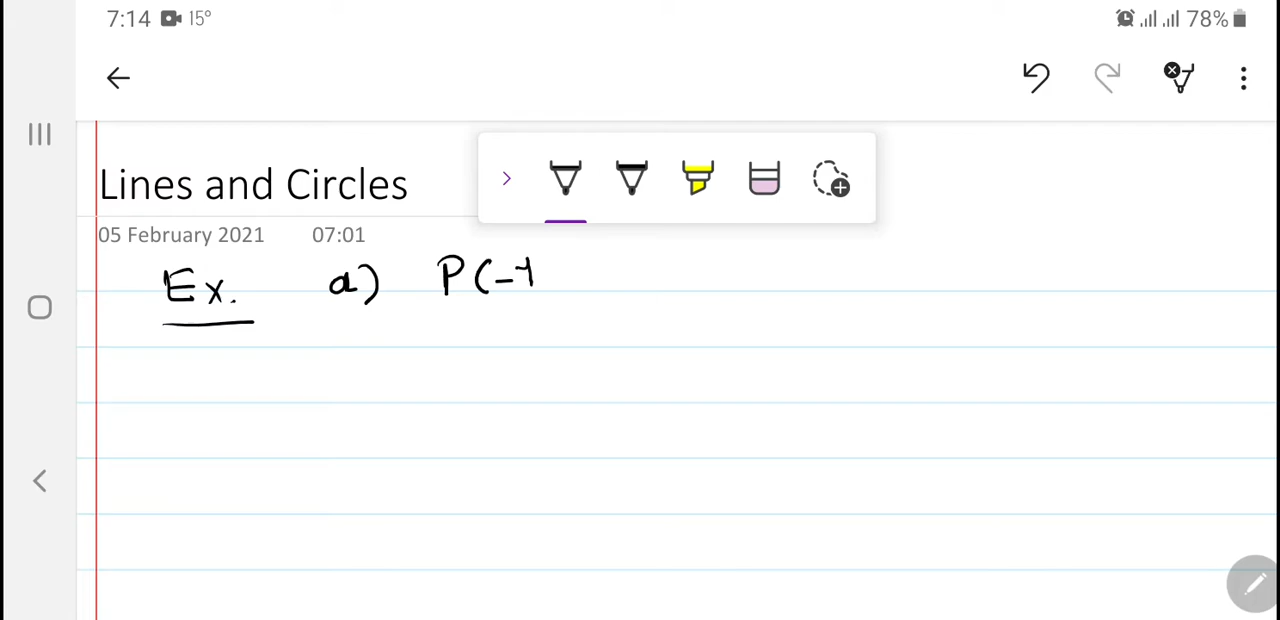 7:14 15°
78%
Lines and Circles
05 February 2021 07:01
Ex. a) P(-1